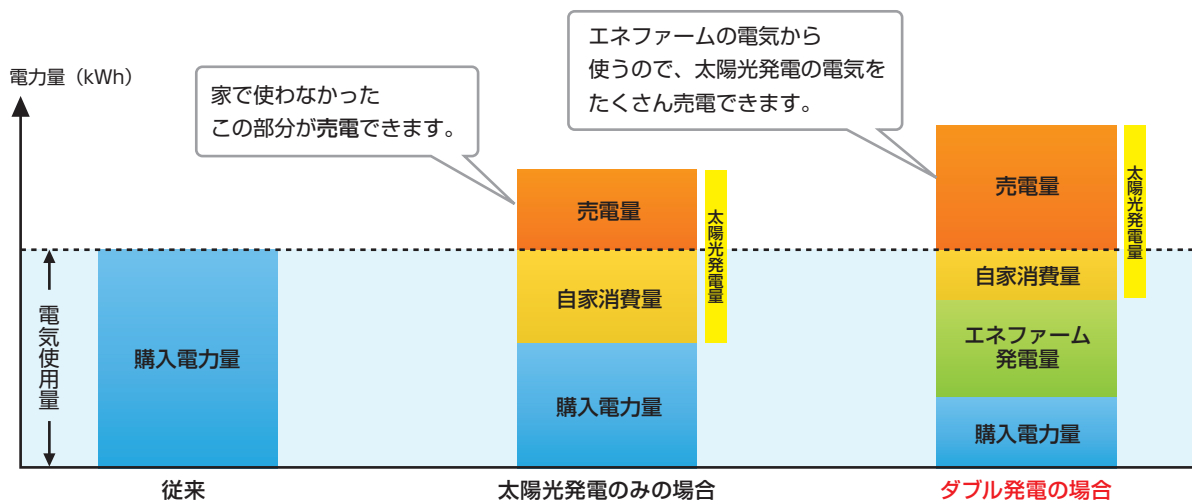 電力量（kWh）
家で使わなかった
この部分が売電できます。
エネファームの電気から
使うので、太陽光発電の電気を
たくさん売電できます。
電気使用量
購入電力量
売電量
自家消費量
購入電力量
太陽光発電量
売電量
自家消費量
エネファーム
発電量
購入電力量
太陽光発電量
従来
太陽光発電のみの場合
ダブル発電の場合